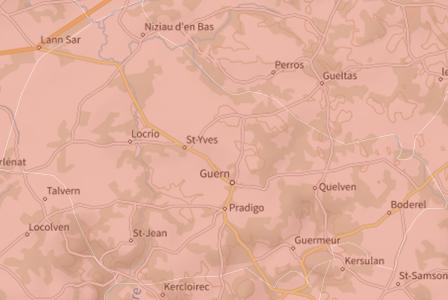 Niziau d'en Bas
Lann Sar
Perros
Gueltas
Locrio
St-Yves
Guern
Quelven
Talvern
Pradigo
Boderel
Locolven
St-Jean
Guermeur
Kersulan
St-Samson
Kercloirec